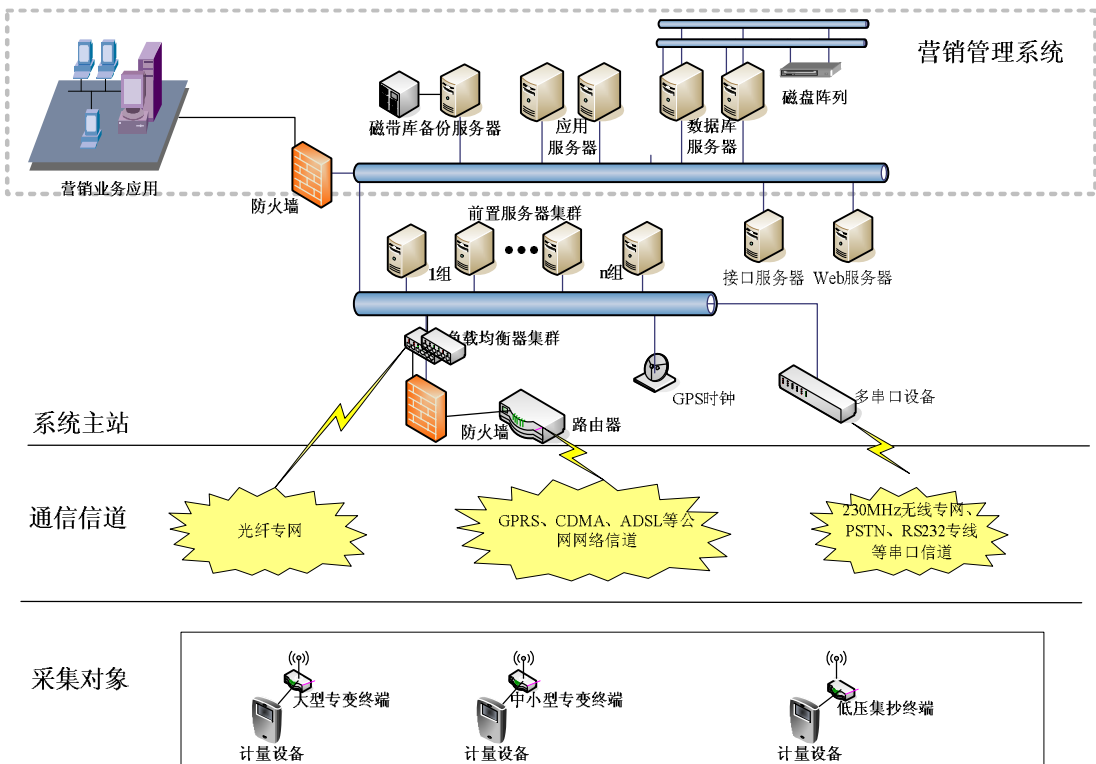 营销管理系统
磁盘阵列
磁带库备份服务器
应用
服务器
数据库
服务器
营销业务应用
防火墙
前置服务器集群
1组
n组
接口服务器
Web服务器
负载均衡器集群
GPS时钟
多串口设备
系统主站
防火墙
路由器
通信信道
光纤专网
GPRS、CDMA、ADSL等公
网网络信道
230MHz无线专网、
PSTN、RS232专线
等串口信道
采集对象
大型专变终端
中小型专变终端
低压集抄终端
计量设备
计量设备
计量设备